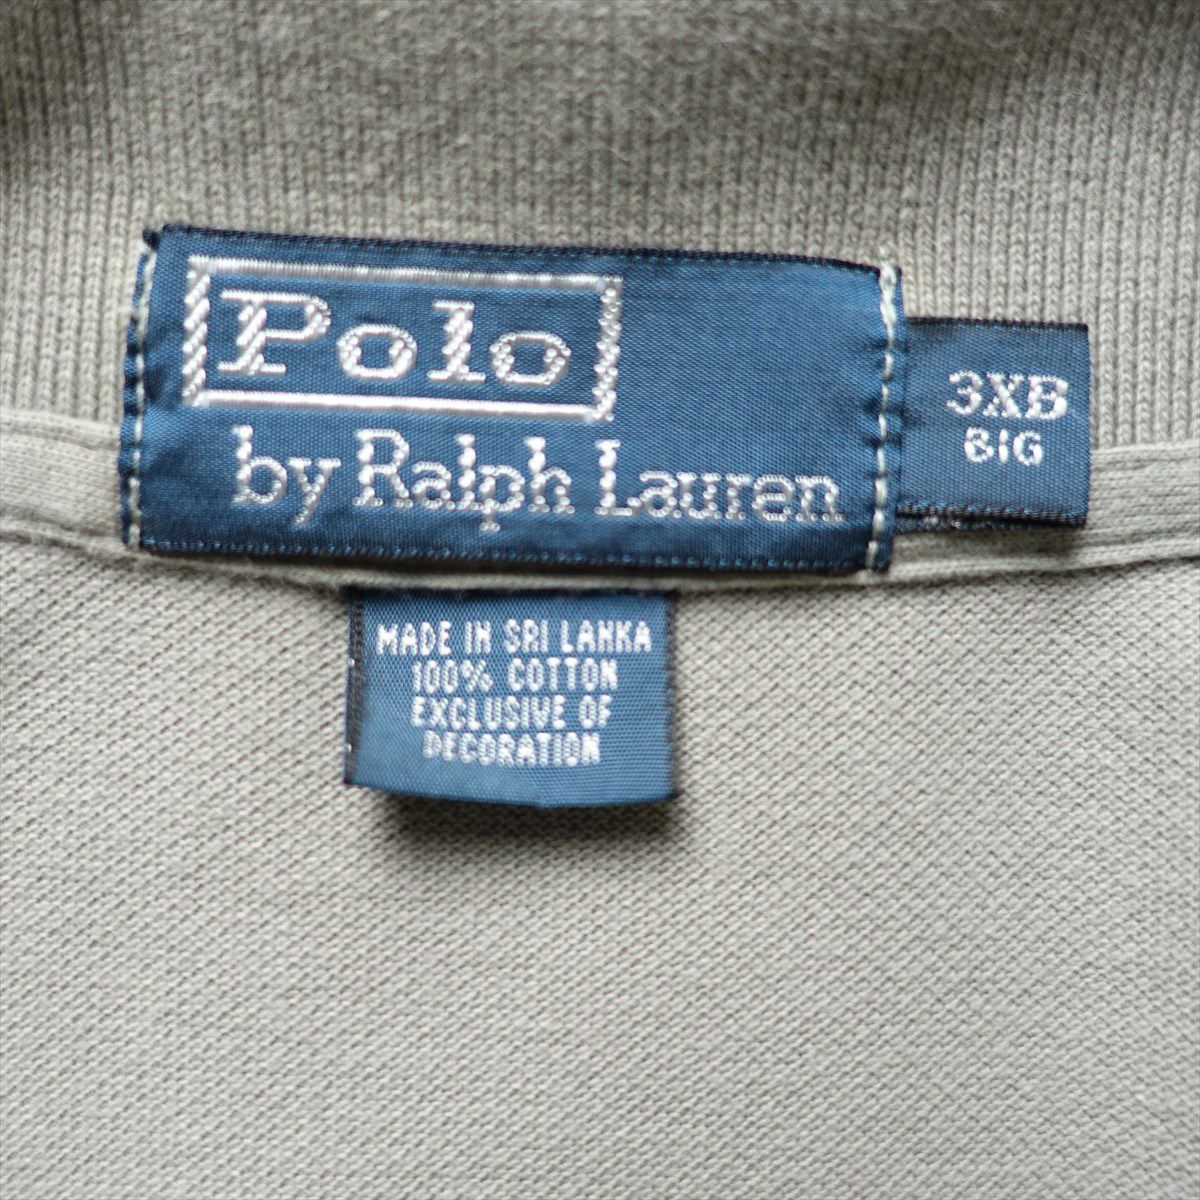 Polo
by Ralph Lauren
3XB
BIG
MADE IN SRI LANKA
100% COTTON
EXCLUSIVE OF
DECORATION